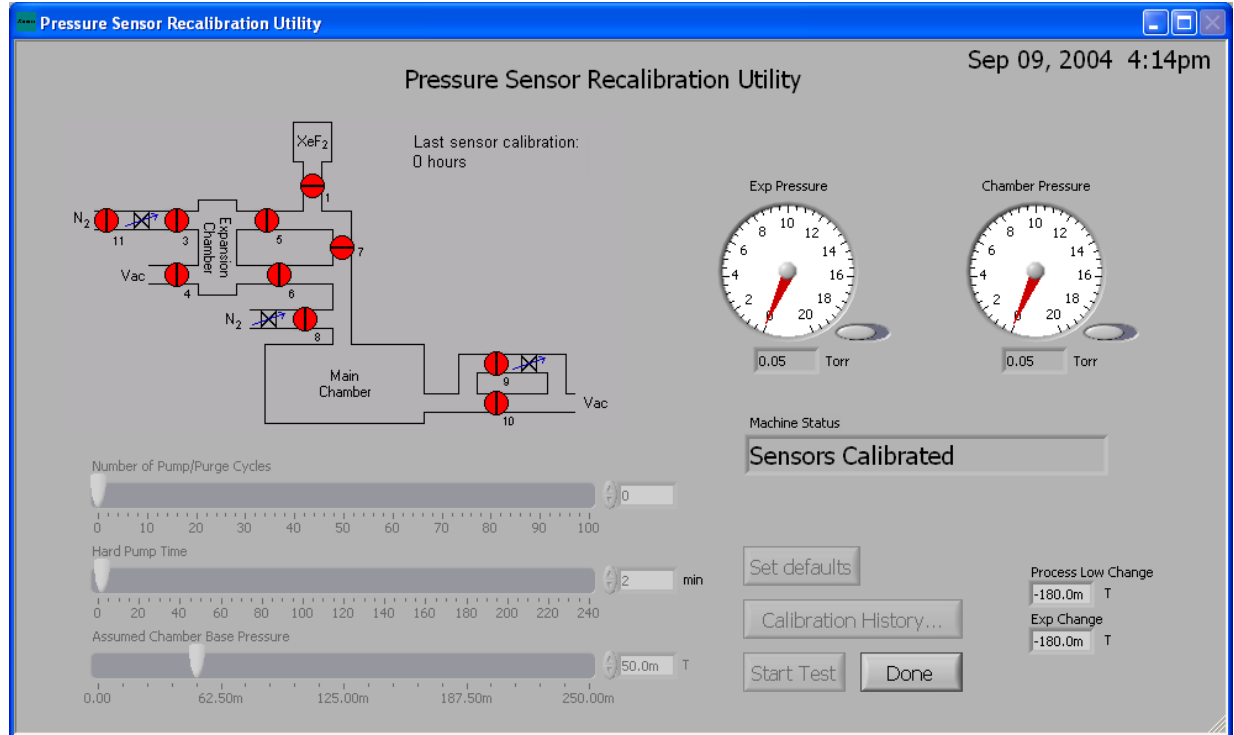 Pressure Sensor Recalibration Utility
Sep 09, 2004 4:14pm
Pressure Sensor Recalibration Utility
Last sensor calibration:
0 hours
XeF2
1
N2
11
3
Expansion
Chamber
5
7
Vac
4
6
N2
8
Main
Chamber
9
Vac
10
Exp Pressure
0 2 4 6 8 10 12 14 16 18 20
0.05 Torr
Chamber Pressure
0 2 4 6 8 10 12 14 16 18 20
0.05 Torr
Machine Status
Sensors Calibrated
Number of Pump/Purge Cycles
0
0 10 20 30 40 50 60 70 80 90 100
Hard Pump Time
2 min
0 20 40 60 80 100 120 140 160 180 200 220 240
Assumed Chamber Base Pressure
50.0m T
0.00 62.50m 125.00m 187.50m 250.00m
Set defaults
Calibration History...
Start Test Done
Process Low Change
-180.0m T
Exp Change
-180.0m T